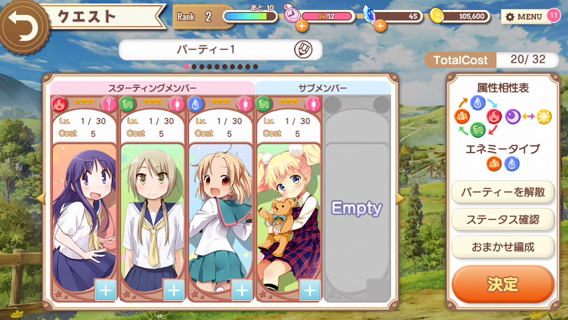 クエスト
Rank 2
あと 10
14/12
45
105,600
MENU 11
パーティー1
TotalCost 20/32
スターティングメンバー
サブメンバー
Lv. 1 / 30
Cost 5
Lv. 1 / 30
Cost 5
Lv. 1 / 30
Cost 5
Lv. 1 / 30
Cost 5
Empty
属性相性表
エネミータイプ
パーティーを解散
ステータス確認
おまかせ編成
決定